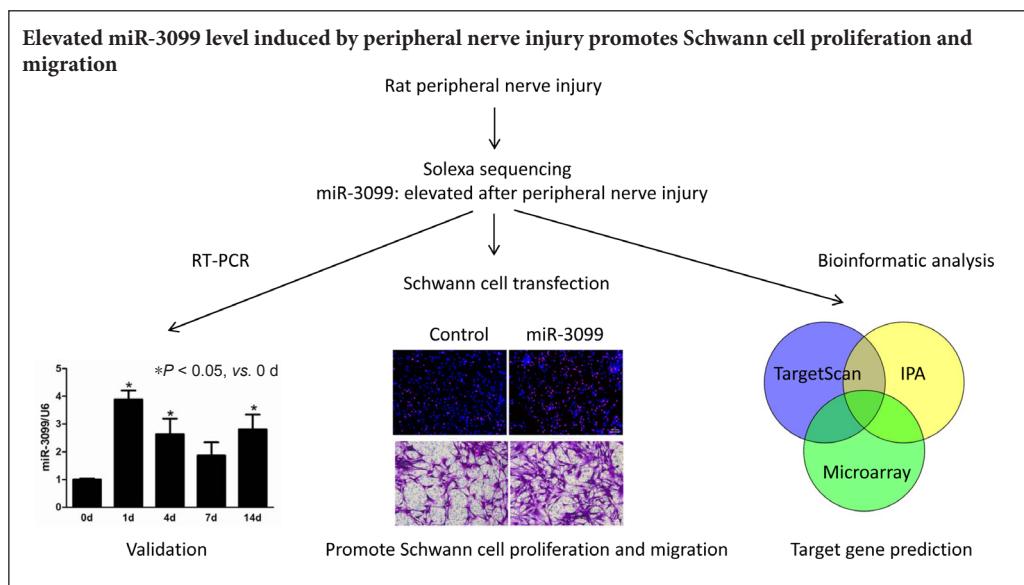 Elevated miR-3099 level induced by peripheral nerve injury promotes Schwann cell proliferation and
migration
Rat peripheral nerve injury
Solexa sequencing
miR-3099: elevated after peripheral nerve injury
RT-PCR
Bioinformatic analysis
Schwann cell transfection
Control
miR-3099
*P < 0.05, vs. 0 d
miR-3099/U6
5
4
3
2
1
0
*
*
*
0d
1d
4d
7d
14d
TargetScan
IPA
Microarray
Validation
Promote Schwann cell proliferation and migration
Target gene prediction